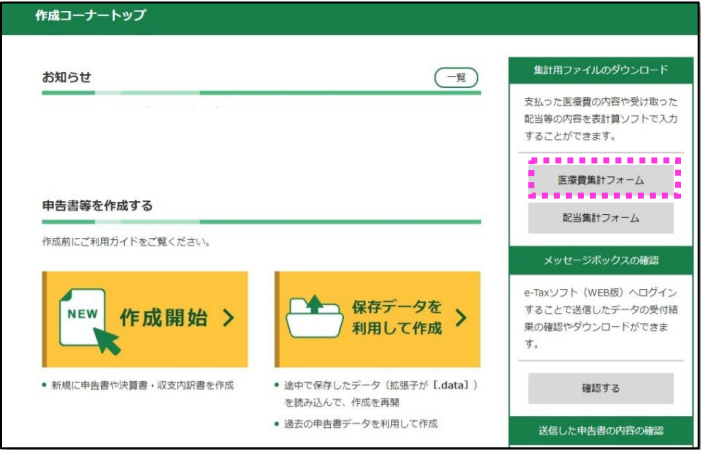 作成コーナートップ
お知らせ
一覧
申告書等を作成する
作成前にご利用ガイドをご覧ください。
NEW
作成開始
保存データを
利用して作成
● 新規に申告書や決算書・収支内訳書を作成
● 途中で保存したデータ（拡張子が【.data】）
を読み込んで、作成を再開
● 過去の申告書データを利用して作成
集計用ファイルのダウンロード
支払った医療費の内容や受け取った
配当等の内容を表計算ソフトで入力
することができます。
医療費集計フォーム
配当集計フォーム
メッセージボックスの確認
e-Taxソフト（WEB版）へログイン
することで送信したデータの受付結
果の確認やダウンロードができま
す。
確認する
送信した申告書の内容の確認